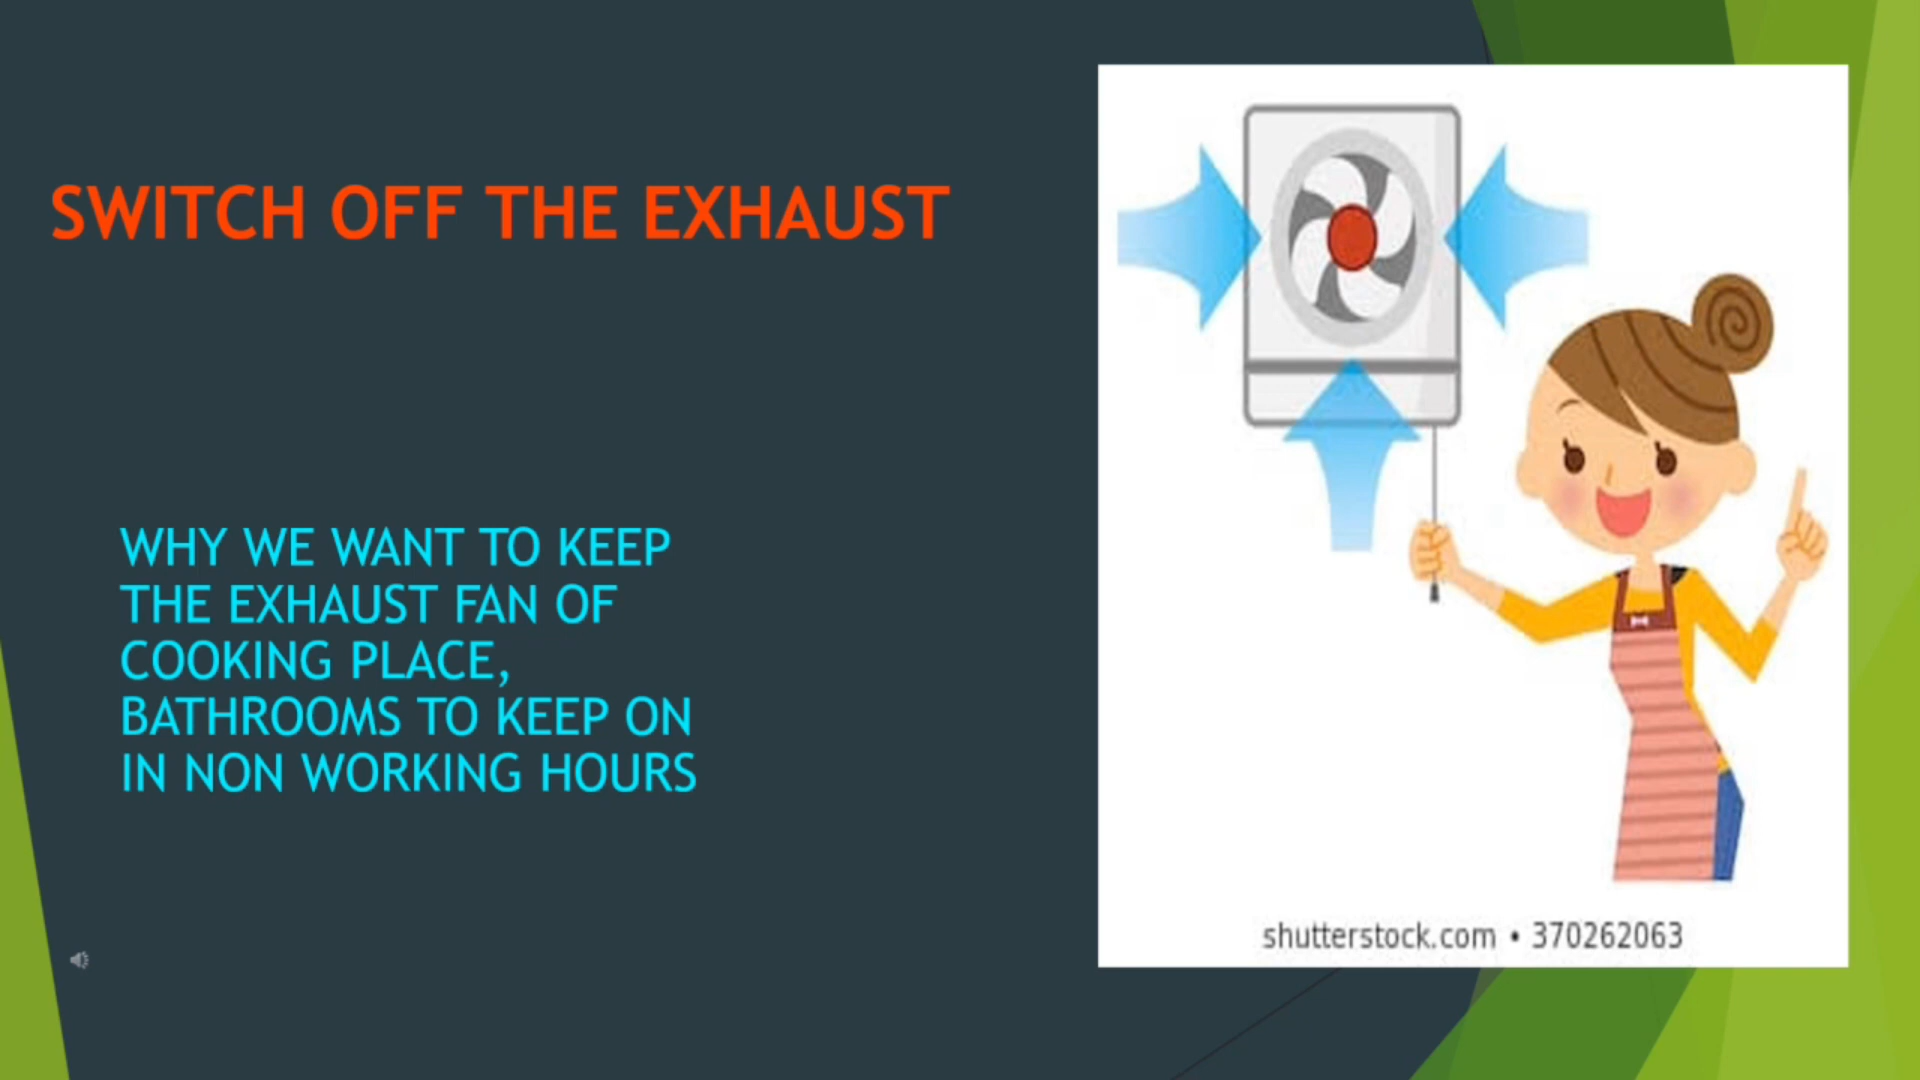 SWITCH OFF THE EXHAUST
WHY WE WANT TO KEEP
THE EXHAUST FAN OF
COOKING PLACE,
BATHROOMS TO KEEP ON
IN NON WORKING HOURS
shutterstock.com • 370262063